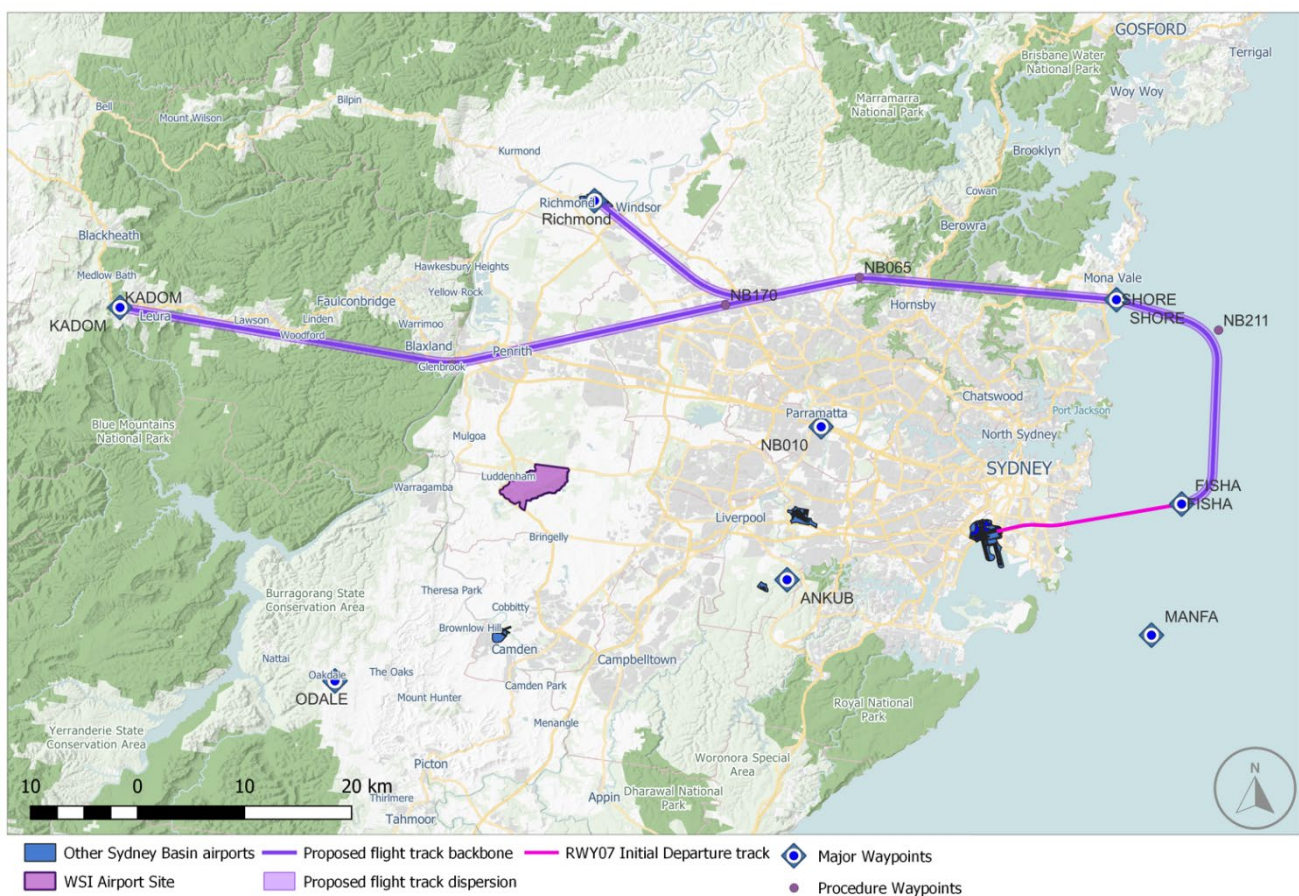 GOSFORD
Terrigal
Brisbane Water
National Park
Woy Woy
Bell
Mount Wilson
Bilpin
Marramarra
National Park
Kurmond
Brooklyn
Cowan
Richmond
Windsor
Richmond
Berowra
Blackheath
Medlow Bath
Hawkesbury Heights
Yellow Rock
NB065
Mona Vale
KADOM
KADOM
Leura
Lawson
Linden
Faulconbridge
Woodford
Warrimoo
Blaxland
Glenbrook
Penrith
NB170
Hornsby
SHORE
SHORE
NB211
Chatswood
Port Jackson
Parramatta
NB010
North Sydney
SYDNEY
Blue Mountains
National Park
Mulgoa
Luddenham
Warragamba
FISHA
FISHA
Liverpool
Bringelly
Burragorang State
Conservation Area
Theresa Park
Cobbitty
Brownlow Hill
Camden
ANKUB
MANFA
Nattai
Oakdale
The Oaks
ODALE
Mount Hunter
Camden Park
Campbelltown
Menangle
Royal National
Park
Yerranderie State
Conservation Area
Woronora Special
Area
Picton
Thirlmere
Tahmoor
Appin
Dharawal National
Park
10 0 10 20 km
N
Other Sydney Basin airports
Proposed flight track backbone
RWY07 Initial Departure track
Major Waypoints
WSI Airport Site
Proposed flight track dispersion
Procedure Waypoints